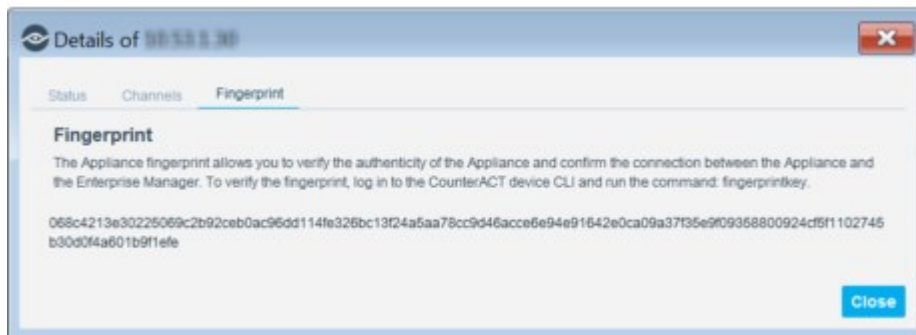 Details of
Status Channels Fingerprint
Fingerprint
The Appliance fingerprint allows you to verify the authenticity of the Appliance and confirm the connection between the Appliance and
the Enterprise Manager. To verify the fingerprint, log in to the CounterACT device CLI and run the command: fingerprintkey.
068c4213e30225069c2b92ceb0ac96dd114fe326bc13f24a5aa78cc9d46acce6e94e91642e0ca09a37f35e9f09358800924cf5f1102745
b30d0f4a601b9f1efe
Close